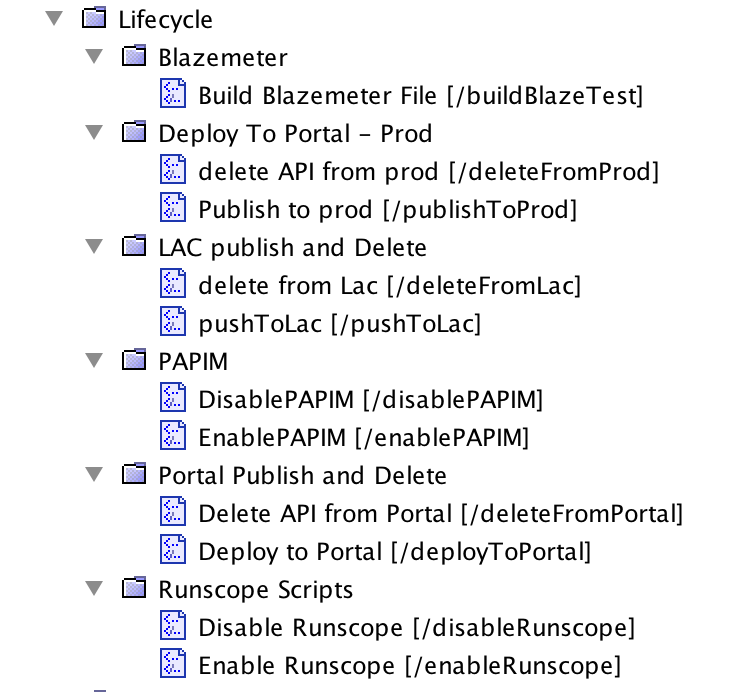 Lifecycle
Blazemeter
Build Blazemeter File [/buildBlazeTest]
Deploy To Portal - Prod
delete API from prod [/deleteFromProd]
Publish to prod [/publishToProd]
LAC publish and Delete
delete from Lac [/deleteFromLac]
pushToLac [/pushToLac]
PAPIM
DisablePAPIM [/disablePAPIM]
EnablePAPIM [/enablePAPIM]
Portal Publish and Delete
Delete API from Portal [/deleteFromPortal]
Deploy to Portal [/deployToPortal]
Runscope Scripts
Disable Runscope [/disableRunscope]
Enable Runscope [/enableRunscope]